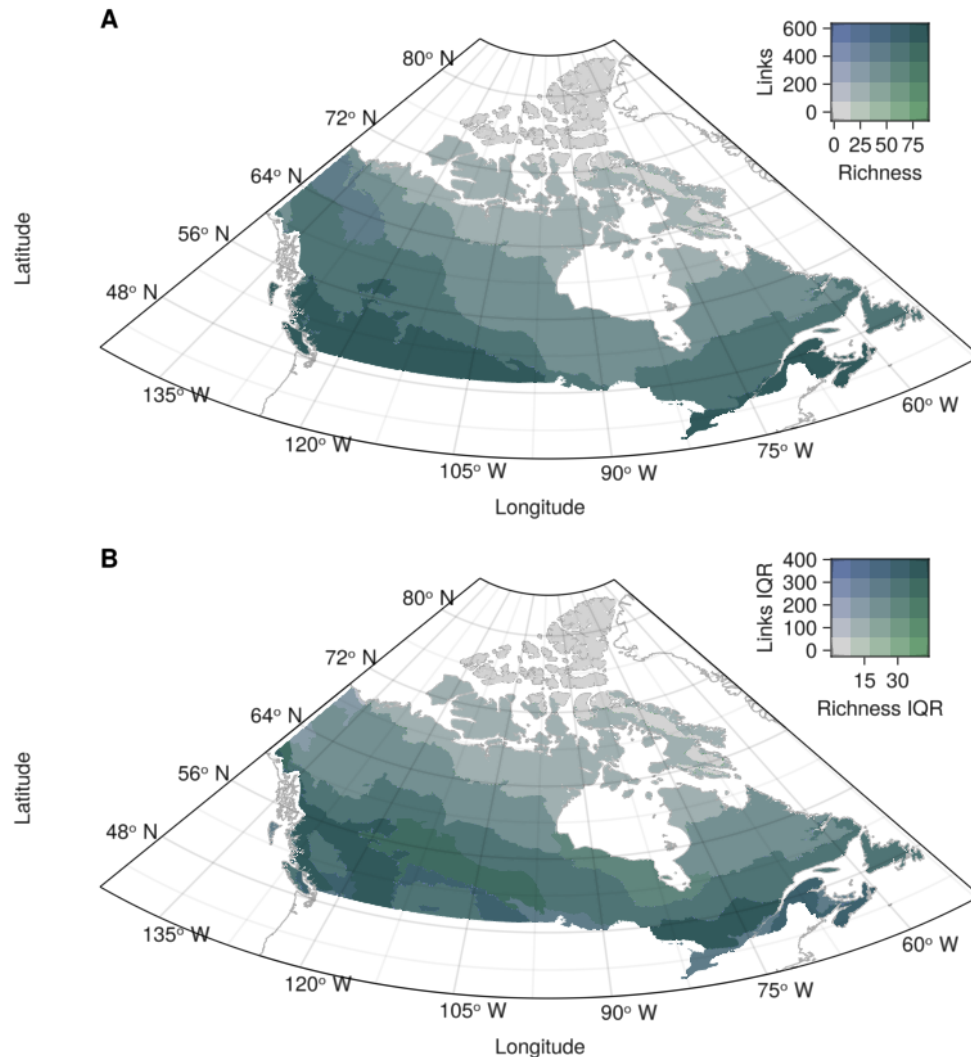 A
600
400
200
0
Links
0 25 50 75
Richness
80° N
72° N
64° N
56° N
48° N
Latitude
135° W
120° W
105° W
90° W
75° W
60° W
Longitude
B
400
300
200
100
0
Links IQR
15 30
Richness IQR
80° N
72° N
64° N
56° N
48° N
Latitude
135° W
120° W
105° W
90° W
75° W
60° W
Longitude